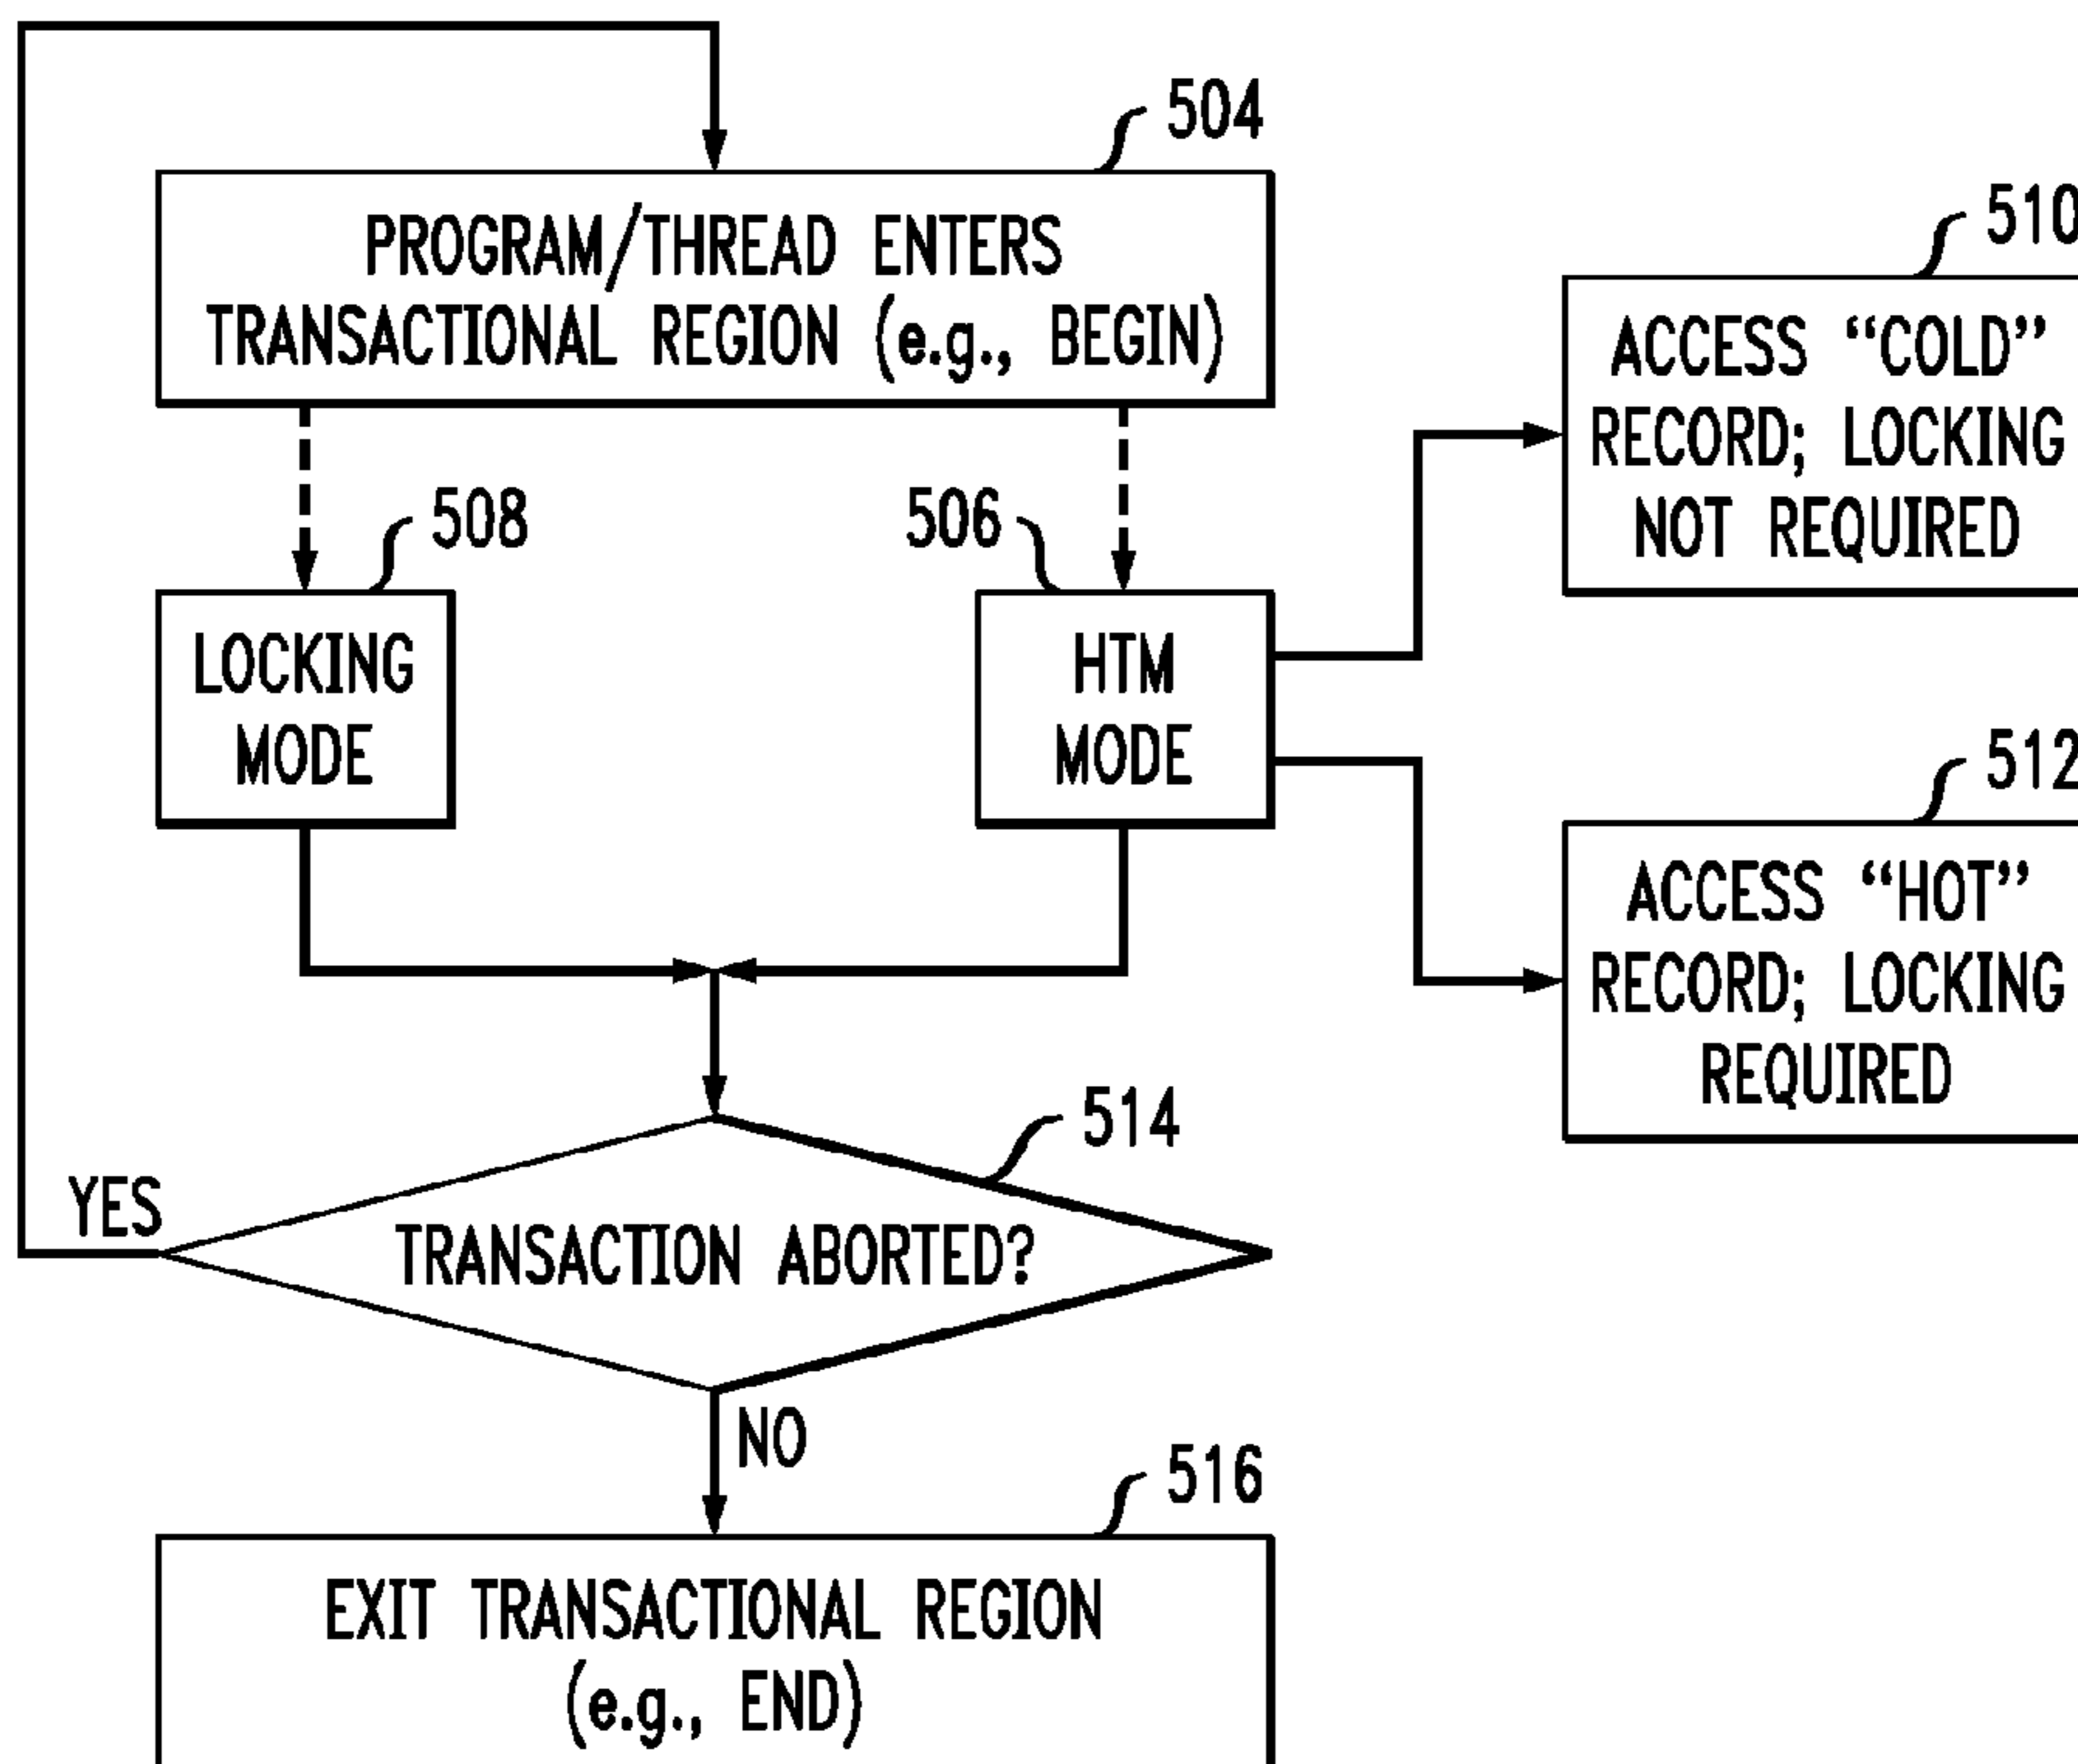 504
PROGRAM/THREAD ENTERS
TRANSACTIONAL REGION (e.g., BEGIN)
510
ACCESS “COLD”
RECORD; LOCKING
NOT REQUIRED
508
506
LOCKING
MODE
HTM
MODE
512
ACCESS “HOT”
RECORD; LOCKING
REQUIRED
514
YES
TRANSACTION ABORTED?
NO
516
EXIT TRANSACTIONAL REGION
(e.g., END)